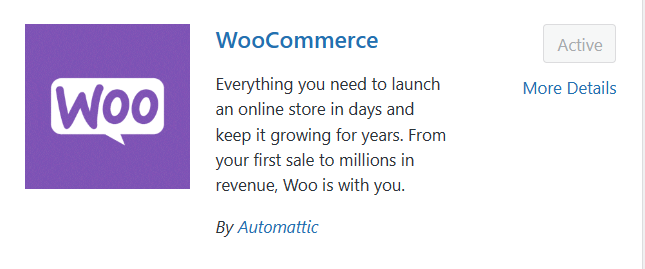 WOO
WooCommerce
Active
More Details
Everything you need to launch
an online store in days and
keep it growing for years. From
your first sale to millions in
revenue, Woo is with you.
By Automattic